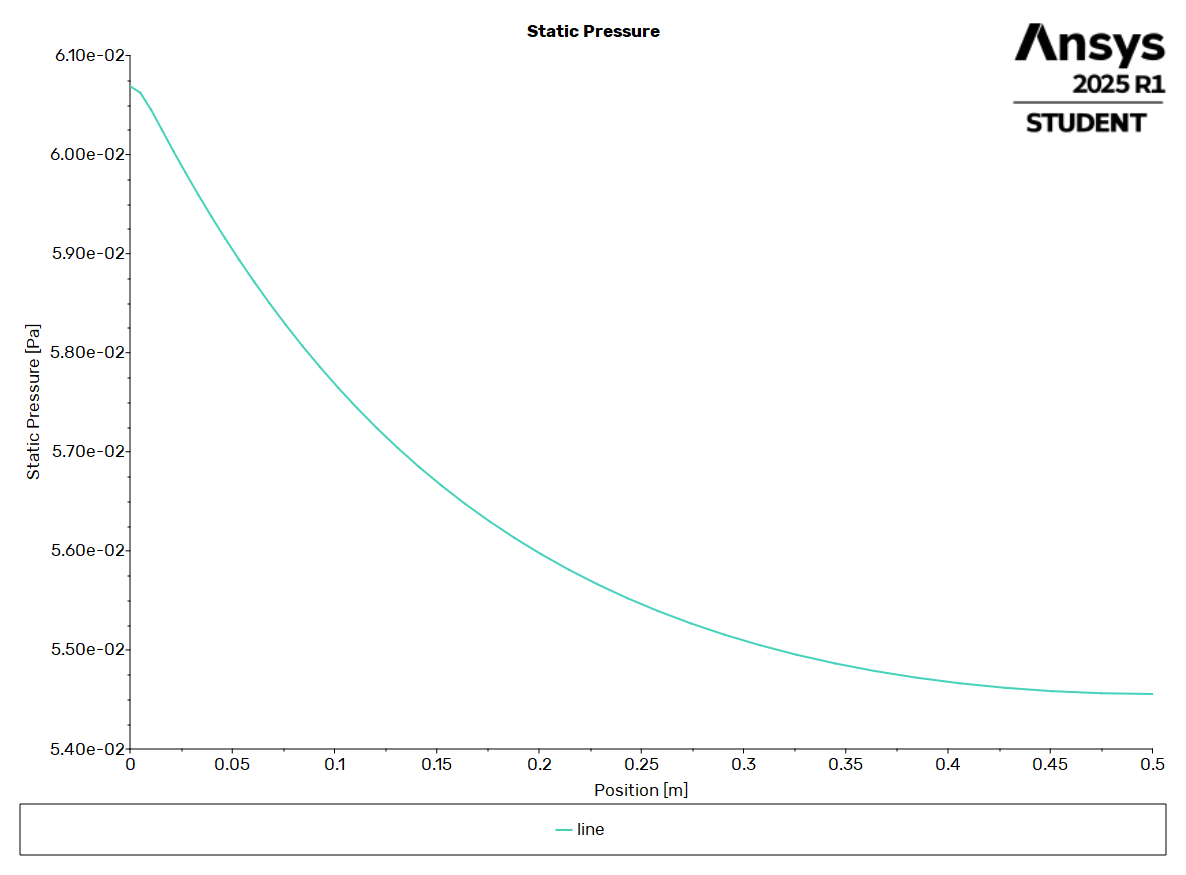 Static Pressure
Ansys
2025 R1
STUDENT
6.10e-02
6.00e-02
5.90e-02
5.80e-02
5.70e-02
5.60e-02
5.50e-02
5.40e-02
Static Pressure [Pa]
0 0.05 0.1 0.15 0.2 0.25 0.3 0.35 0.4 0.45 0.5
Position [m]
line